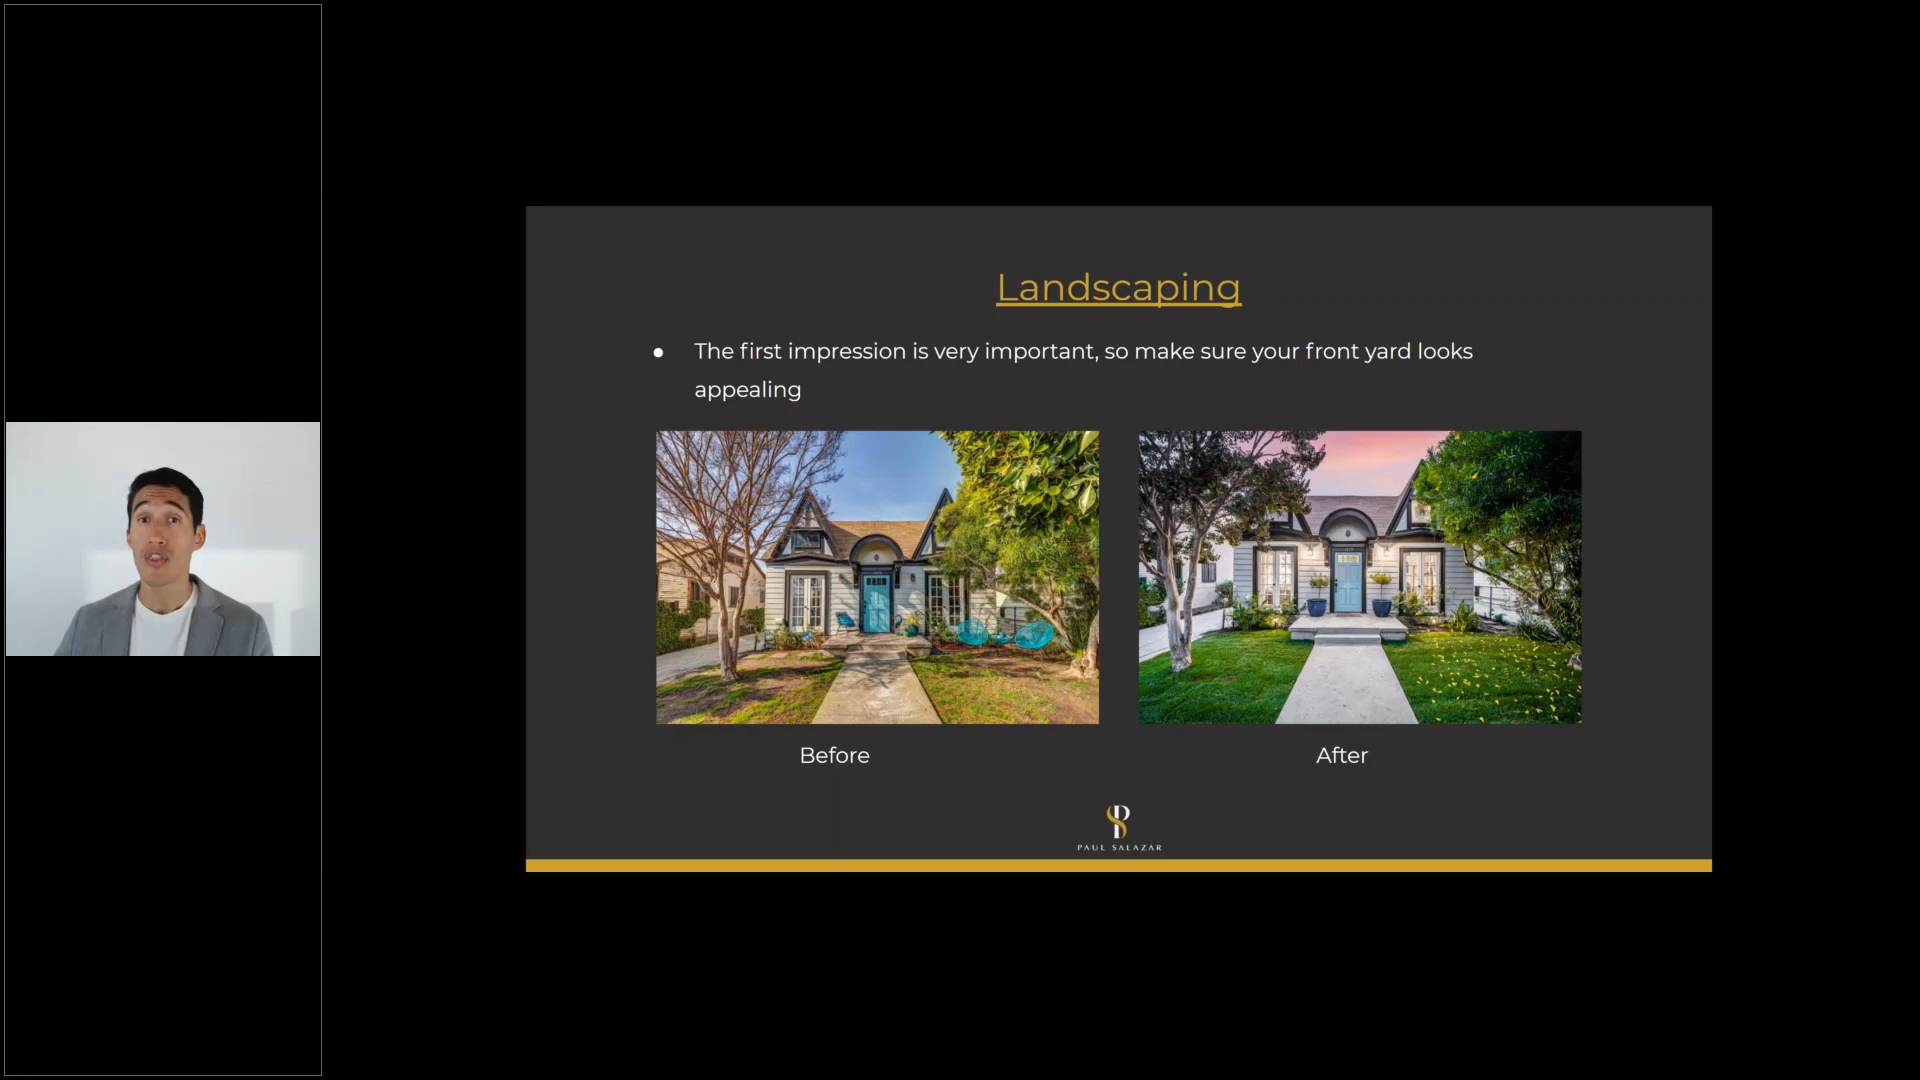 Landscaping
● The first impression is very important, so make sure your front yard looks
appealing
Before
After
PAUL SALAZAR